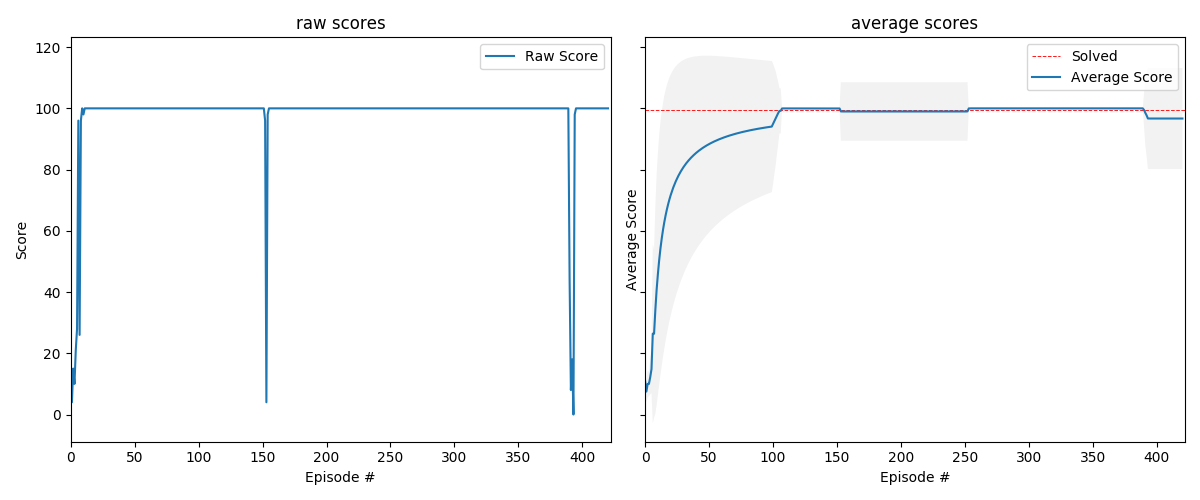 raw scores
average scores
120
100
80
60
40
20
0
Score
Raw Score
0 50 100 150 200 250 300 350 400
Episode #
Average Score
Solved
Average Score
0 50 100 150 200 250 300 350 400
Episode #